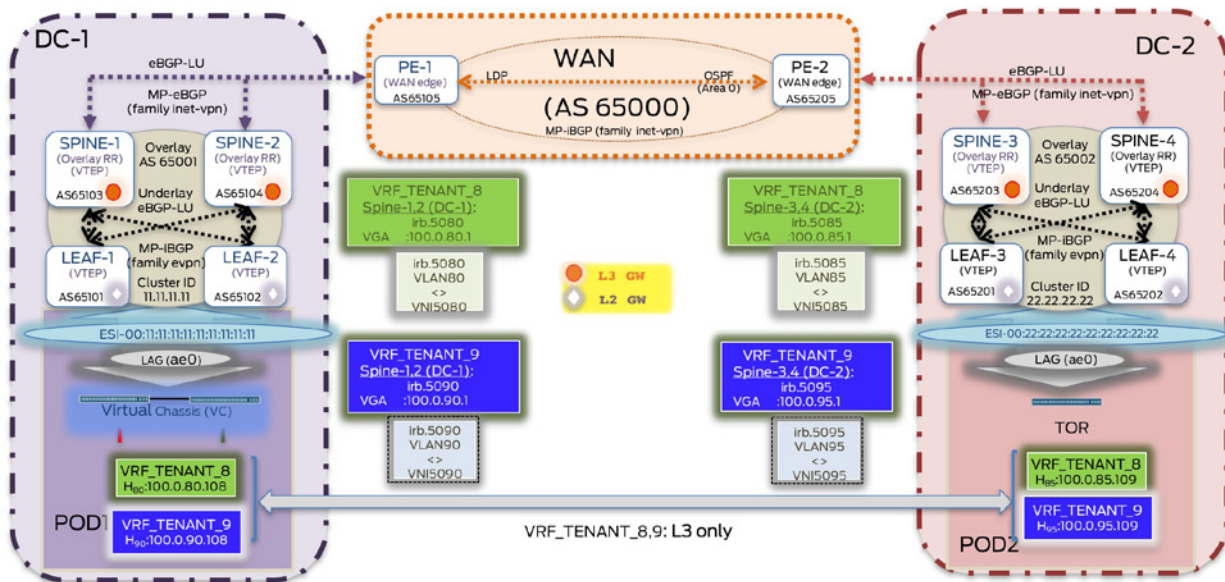 DC-1
eBGP-LU
MP-eBGP
(family inet-vpn)
SPINE-1
(Overlay RR)
(VTEP)
AS65103
SPINE-2
(Overlay RR)
(VTEP)
AS65104
Overlay
AS 65001
Underlay
eBGP-LU
MP-iBGP
(family evpn)
LEAF-1
(VTEP)
AS65101
LEAF-2
(VTEP)
AS65102
Cluster ID
11.11.11.11
ESI-00:11:11:11:11:11:11:11:11:11
LAG (ae0)
Virtual Chassis (VC)
VRF_TENANT_8
H80:100.0.80.108
POD1
VRF_TENANT_9
H90:100.0.90.108
WAN
PE-1
(WAN edge)
AS65105
LDP
OSPF
(Area 0)
PE-2
(WAN edge)
AS65205
(AS 65000)
MP-iBGP (family inet-vpn)
VRF_TENANT_8
Spine-1,2 (DC-1):
irb.5080
VGA :100.0.80.1
irb.5080
VLAN80
<>
VNI5080
VRF_TENANT_8
Spine-3,4 (DC-2):
irb.5085
VGA :100.0.85.1
irb.5085
VLAN85
<>
VNI5085
L3 GW
L2 GW
VRF_TENANT_9
Spine-1,2 (DC-1):
irb.5090
VGA :100.0.90.1
irb.5090
VLAN90
<>
VNI5090
VRF_TENANT_9
Spine-3,4 (DC-2):
irb.5095
VGA :100.0.95.1
irb.5095
VLAN95
<>
VNI5095
VRF_TENANT_8,9: L3 only
DC-2
eBGP-LU
MP-eBGP
(family inet-vpn)
SPINE-3
(Overlay RR)
(VTEP)
AS65203
SPINE-4
(Overlay RR)
(VTEP)
AS65204
Overlay
AS 65002
Underlay
eBGP-LU
MP-iBGP
(family evpn)
LEAF-3
(VTEP)
AS65201
LEAF-4
(VTEP)
AS65202
Cluster ID
22.22.22.22
ESI-00:22:22:22:22:22:22:22:22:22
LAG (ae0)
TOR
VRF_TENANT_8
H85:100.0.85.109
VRF_TENANT_9
H95:100.0.95.109
POD2